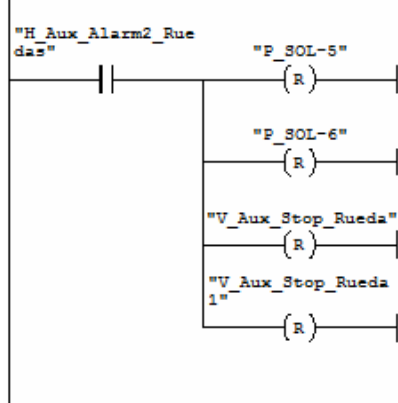 "H_Aux_Alarm2_Rue
das"
"P_SOL-5"
R
"P_SOL-6"
R
"V_Aux_Stop_Rueda"
R
"V_Aux_Stop_Rueda
1"
R